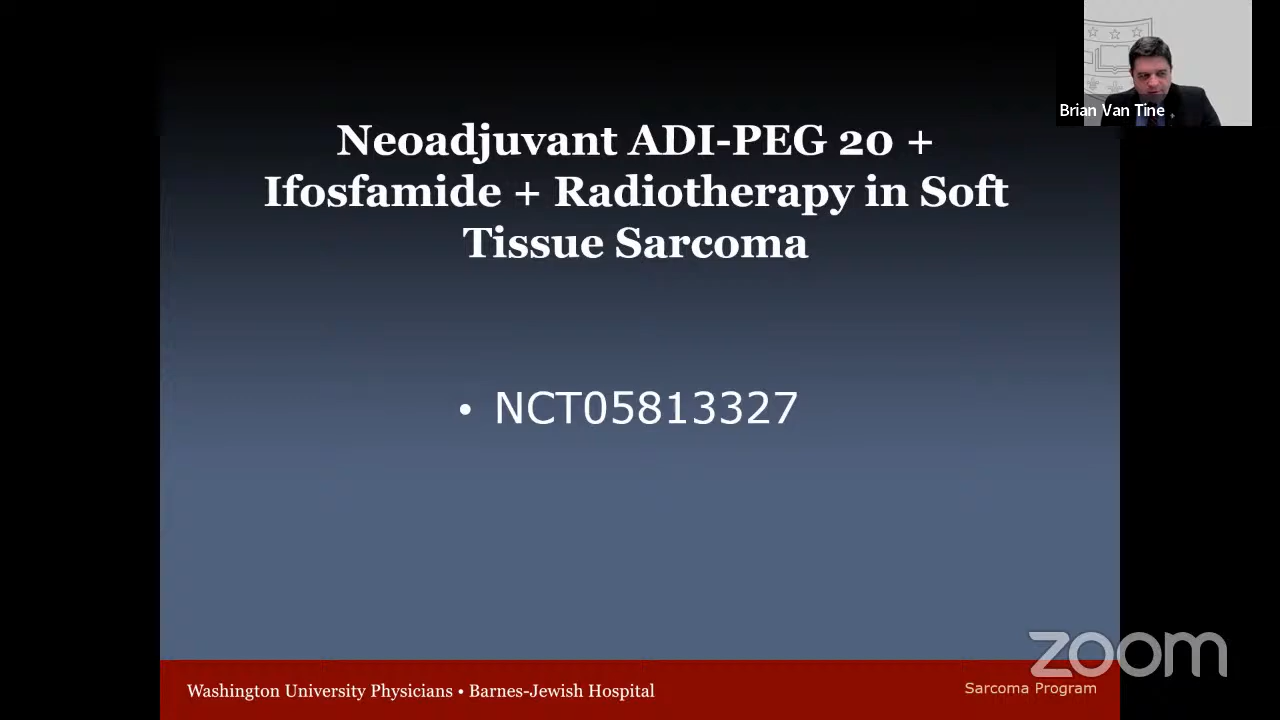 Brian Van Tine
Neoadjuvant ADI-PEG 20 +
Ifosfamide + Radiotherapy in Soft
Tissue Sarcoma
• NCT05813327
zoom
Washington University Physicians • Barnes-Jewish Hospital
Sarcoma Program